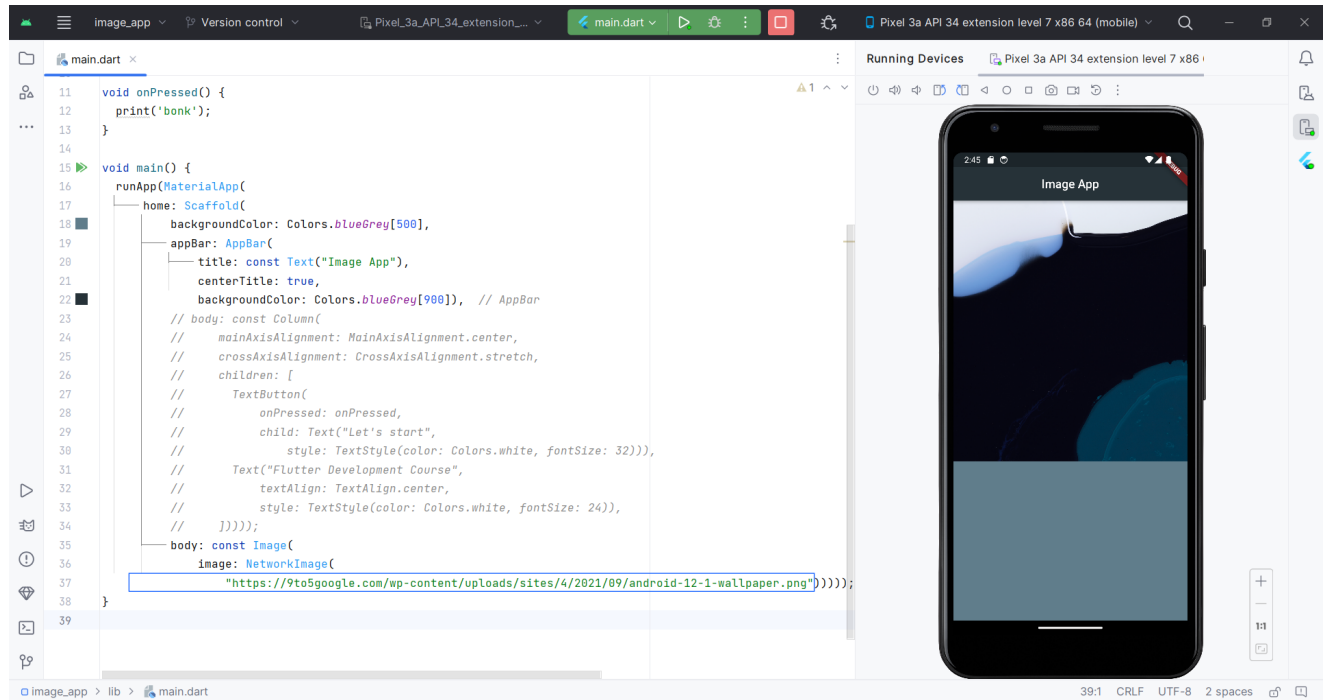 image_app
Version control
Pixel_3a_API_34_extension_...
main.dart
Pixel 3a API 34 extension level 7 x86 64 (mobile)
main.dart
Running Devices
Pixel 3a API 34 extension level 7 x86
1
11 void onPressed() {
12 print('bonk');
13 }
14
15 void main() {
16 runApp(MaterialApp(
17 home: Scaffold(
18 backgroundColor: Colors.blueGrey[500],
19 appBar: AppBar(
20 title: const Text("Image App"),
21 centerTitle: true,
22 backgroundColor: Colors.blueGrey[900]), // AppBar
23 // body: const Column(
24 // mainAxisAlignment: MainAxisAlignment.center,
25 // crossAxisAlignment: CrossAxisAlignment.stretch,
26 // children: [
27 // TextButton(
28 // onPressed: onPressed,
29 // child: Text("Let's start",
30 // style: TextStyle(color: Colors.white, fontSize: 32))),
31 // Text("Flutter Development Course",
32 // textAlign: TextAlign.center,
33 // style: TextStyle(color: Colors.white, fontSize: 24)),
34 // ]))));
35 body: const Image(
36 image: NetworkImage(
37 "https://9to5google.com/wp-content/uploads/sites/4/2021/09/android-12-1-wallpaper.png")))));
38 }
39
2:45
DEBUG
Image App
1:1
image_app > lib > main.dart
39:1 CRLF UTF-8 2 spaces